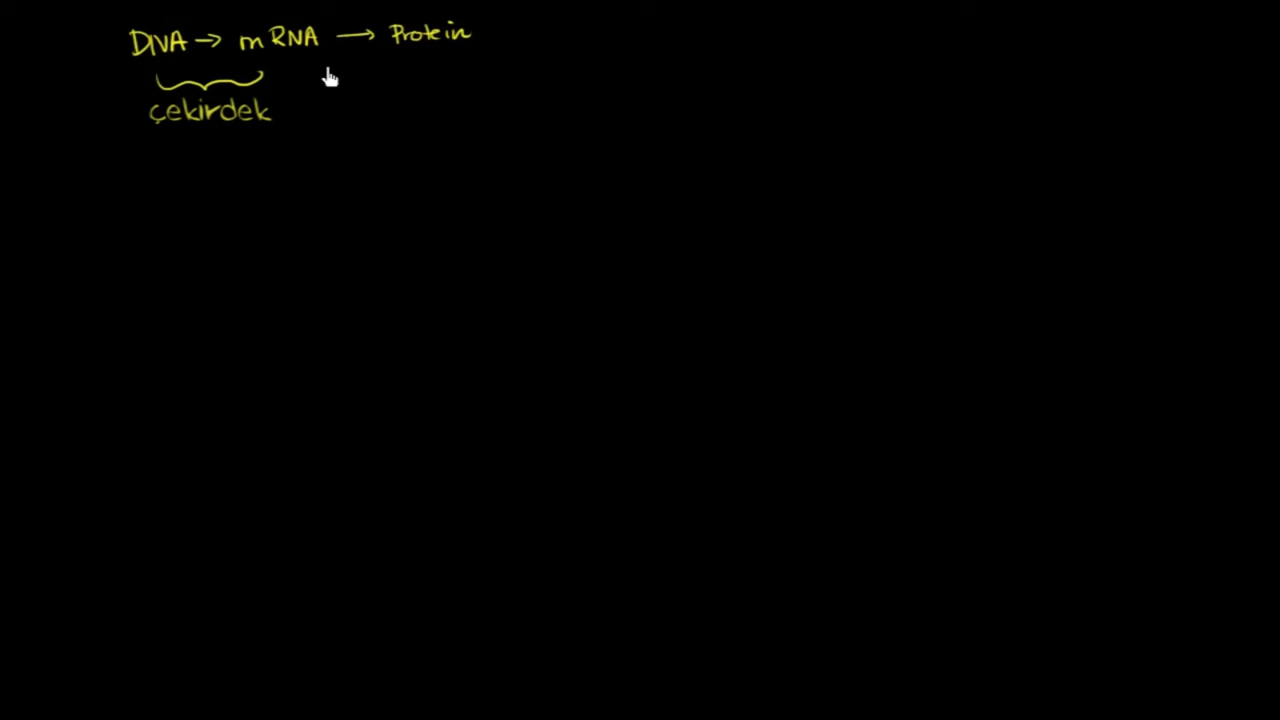 DNA → mRNA → Protein
çekirdek